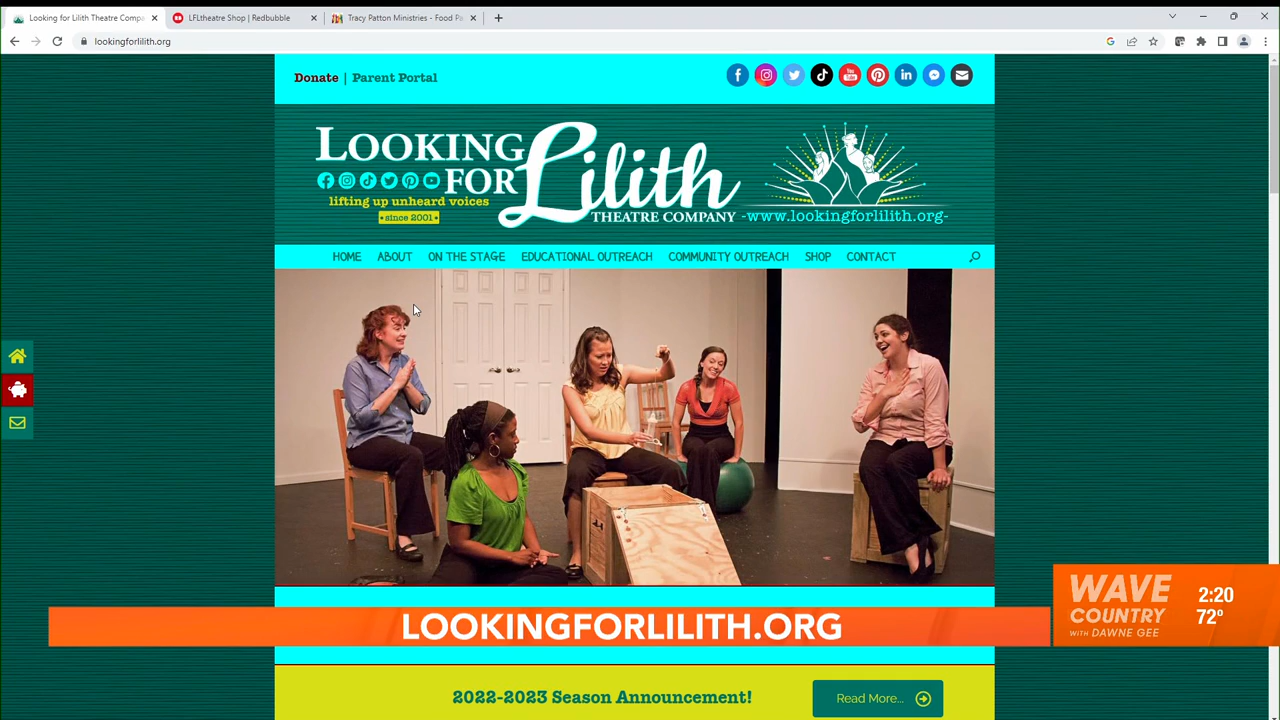 Looking for Lilith Theatre Compa
LFLtheatre Shop | Redbubble
Tracy Patton Ministries - Food Pa
lookingforlilith.org
Donate | Parent Portal
LOOKING
FOR
Lilith
THEATRE COMPANY
lifting up unheard voices
• since 2001 •
-www.lookingforlilith.org-
HOME ABOUT ON THE STAGE EDUCATIONAL OUTREACH COMMUNITY OUTREACH SHOP CONTACT
LOOKINGFORLILITH.ORG
WAVE
COUNTRY
WITH DAWNE GEE
2:20
72º
2022-2023 Season Announcement!
Read More...